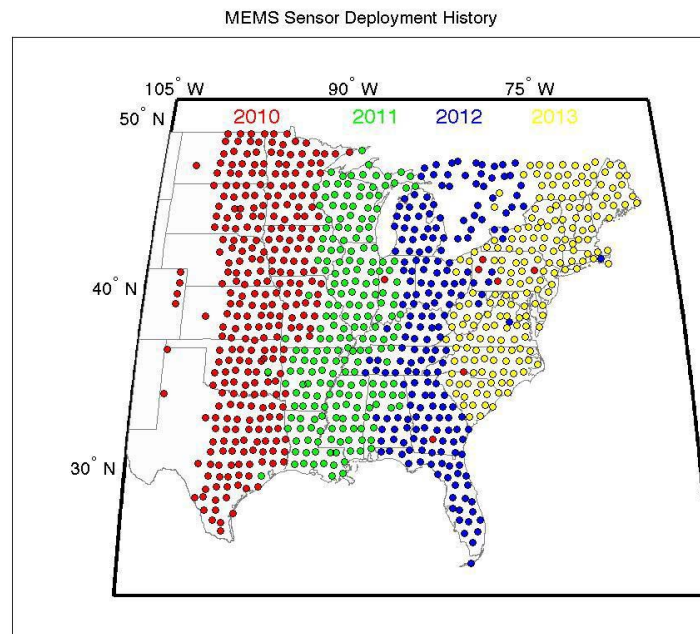 MEMS Sensor Deployment History
105° W 90° W 75° W
50° N 2010 2011 2012 2013
40° N
30° N